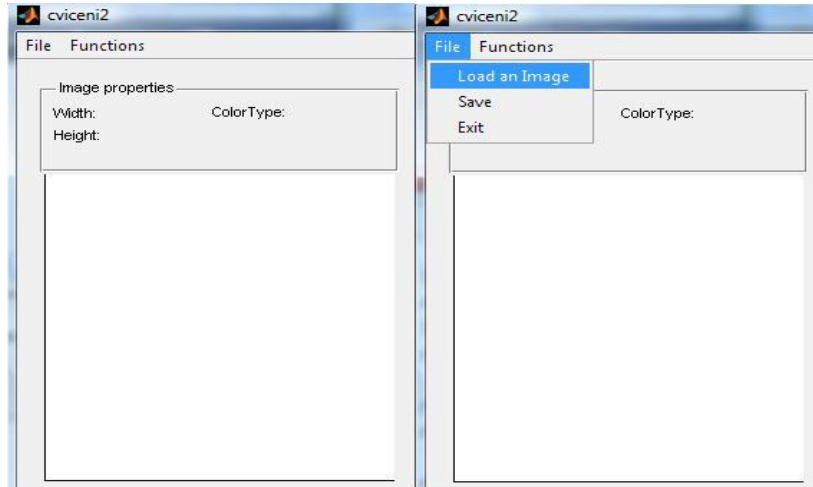 cviceni2
File Functions
Image properties
Width: ColorType:
Height:
cviceni2
File Functions
Load an Image
Save
Exit
ColorType: